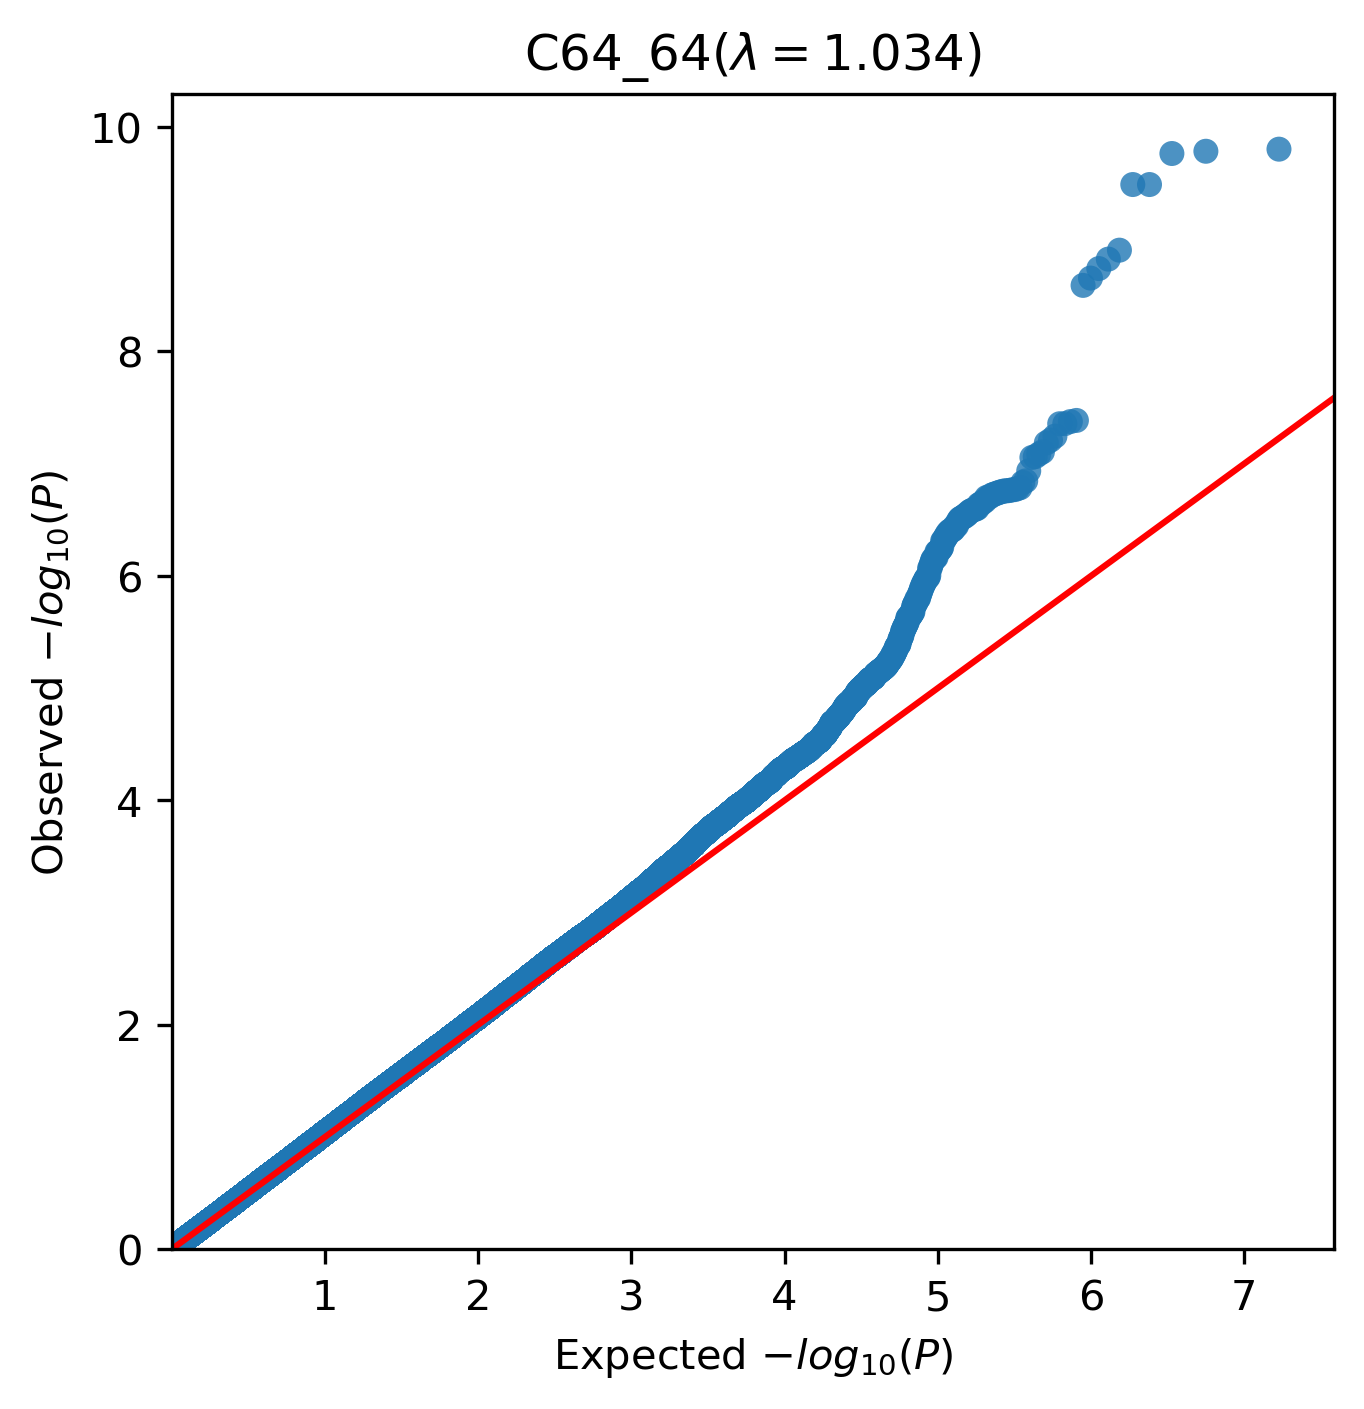 C64_64(λ = 1.034)
10
8
6
4
2
0
Observed −log10(P)
1 2 3 4 5 6 7
Expected −log10(P)